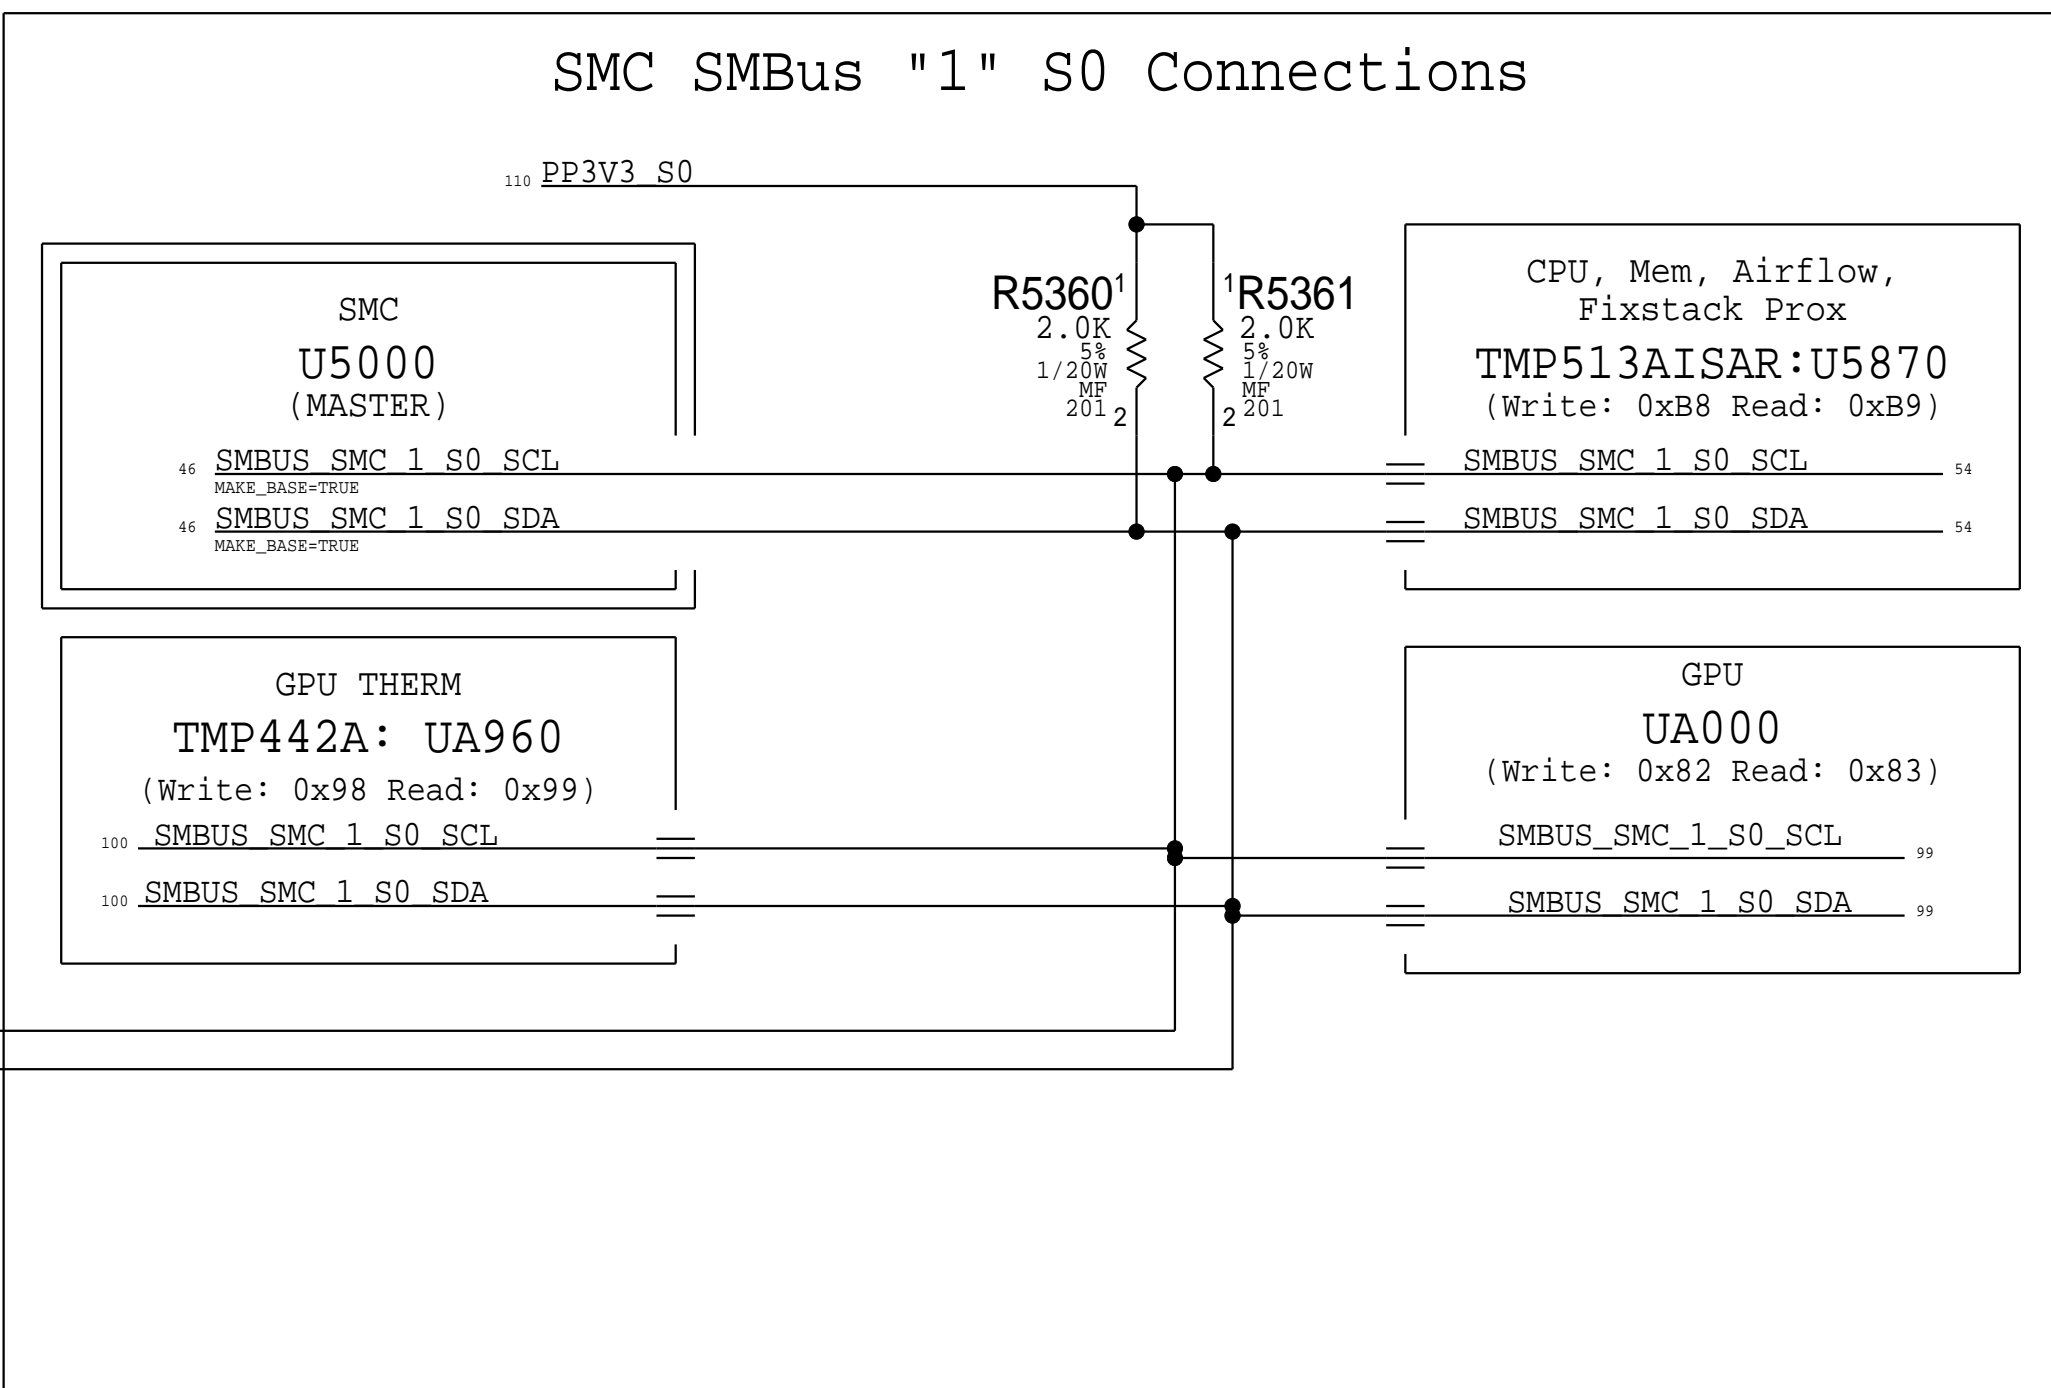 SMC SMBus "1" S0 Connections
110 PP3V3_S0
SMC
U5000
(MASTER)
46 SMBUS_SMC_1_S0_SCL
MAKE_BASE=TRUE
46 SMBUS_SMC_1_S0_SDA
MAKE_BASE=TRUE
R5360 1
2.0K
5%
1/20W
MF
201 2
1 R5361
2.0K
5%
1/20W
MF
2 201
CPU, Mem, Airflow,
Fixstack Prox
TMP513AISAR:U5870
(Write: 0xB8 Read: 0xB9)
SMBUS_SMC_1_S0_SCL 54
SMBUS_SMC_1_S0_SDA 54
GPU THERM
TMP442A: UA960
(Write: 0x98 Read: 0x99)
100 SMBUS_SMC_1_S0_SCL
100 SMBUS_SMC_1_S0_SDA
GPU
UA000
(Write: 0x82 Read: 0x83)
SMBUS_SMC_1_S0_SCL 99
SMBUS_SMC_1_S0_SDA 99